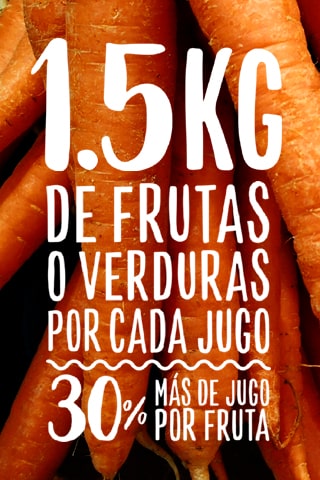 1.5KG
DE FRUTAS
O VERDURAS
POR CADA JUGO
30% MÁS DE JUGO
POR FRUTA